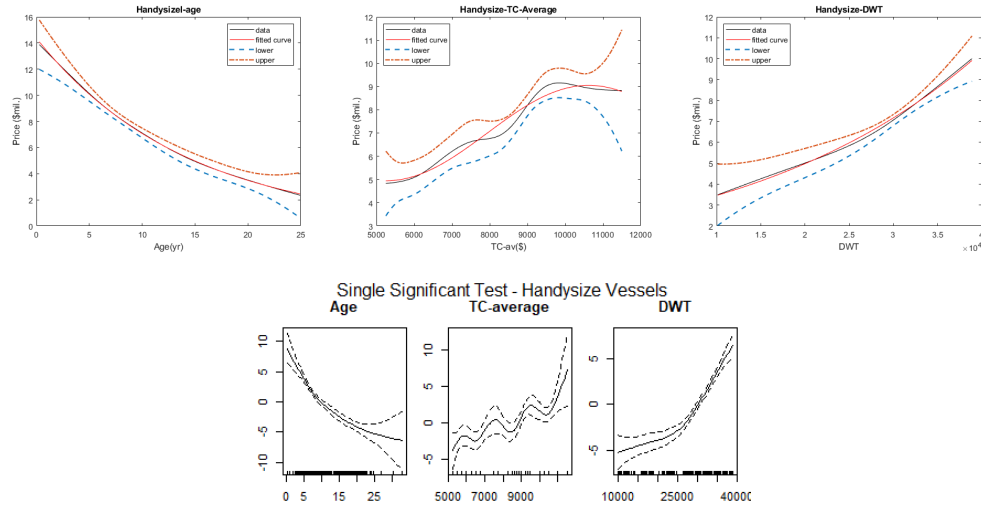 Handysizel-age
Price ($mil.)
16
14
12
10
8
6
4
2
0
data
fitted curve
lower
upper
0 5 10 15 20 25
Age(yr)
Handysize-TC-Average
Price ($mil.)
12
11
10
9
8
7
6
5
4
3
data
fitted curve
lower
upper
5000 6000 7000 8000 9000 10000 11000 12000
TC-av($)
Handysize-DWT
Price ($mil.)
12
11
10
9
8
7
6
5
4
3
2
data
fitted curve
lower
upper
1 1.5 2 2.5 3 3.5 4
DWT
× 10⁴
Single Significant Test - Handysize Vessels
Age TC-average DWT
10
5
0
-5
-10
0 5 15 25
10
5
0
-5
5000 7000 9000
5
0
-5
10000 25000 40000